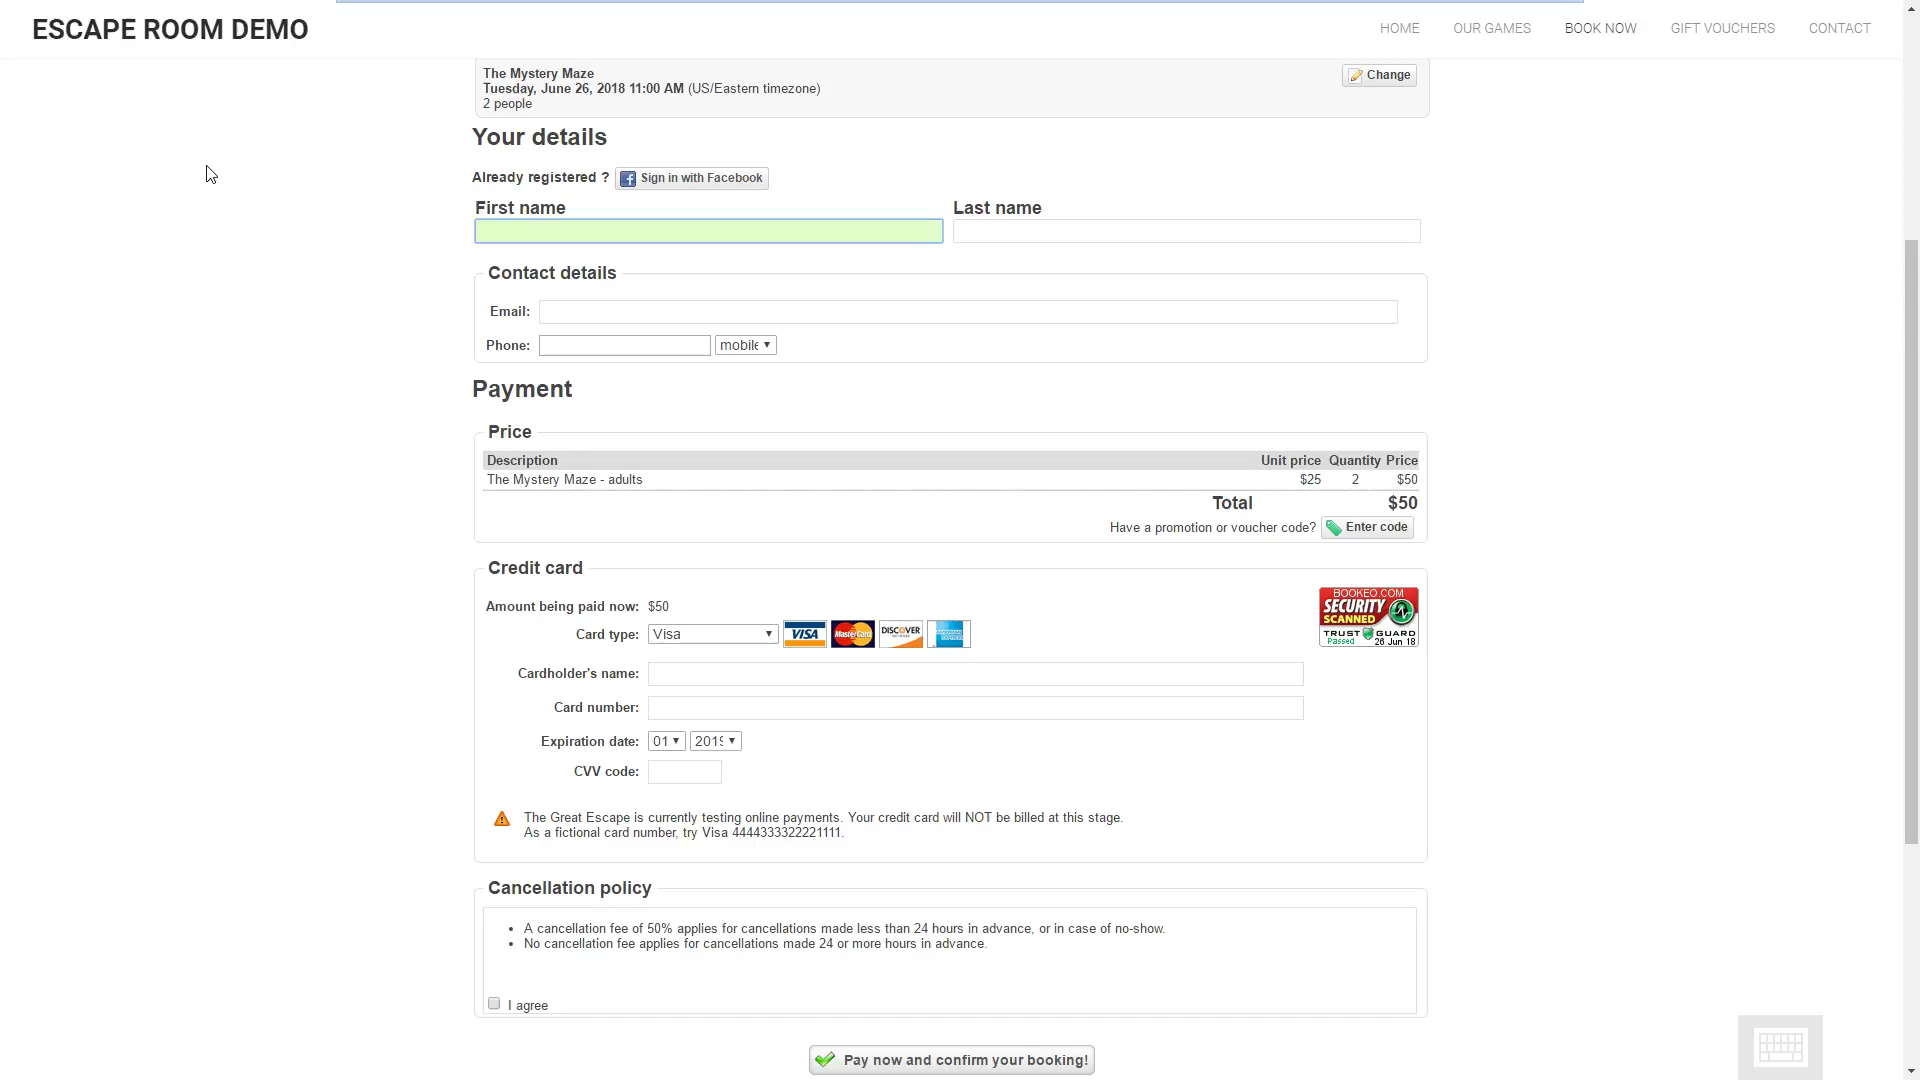 ESCAPE ROOM DEMO
HOME OUR GAMES BOOK NOW GIFT VOUCHERS CONTACT
The Mystery Maze
Change
Tuesday, June 26, 2018 11:00 AM (US/Eastern timezone)
2 people
Your details
Already registered ? Sign in with Facebook
First name Last name
Contact details
Email:
Phone: mobile
Payment
Price
Description Unit price Quantity Price
The Mystery Maze - adults $25 2 $50
Total $50
Have a promotion or voucher code? Enter code
Credit card
BOOKEO.COM
SECURITY
SCANNED
TRUST GUARD
Passed 26 Jun 18
Amount being paid now: $50
Card type: Visa VISA MasterCard DISCOVER AMERICAN EXPRESS
Cardholder's name:
Card number:
Expiration date: 01 2019
CVV code:
The Great Escape is currently testing online payments. Your credit card will NOT be billed at this stage.
As a fictional card number, try Visa 4444333322221111.
Cancellation policy
• A cancellation fee of 50% applies for cancellations made less than 24 hours in advance, or in case of no-show.
• No cancellation fee applies for cancellations made 24 or more hours in advance.
I agree
Pay now and confirm your booking!